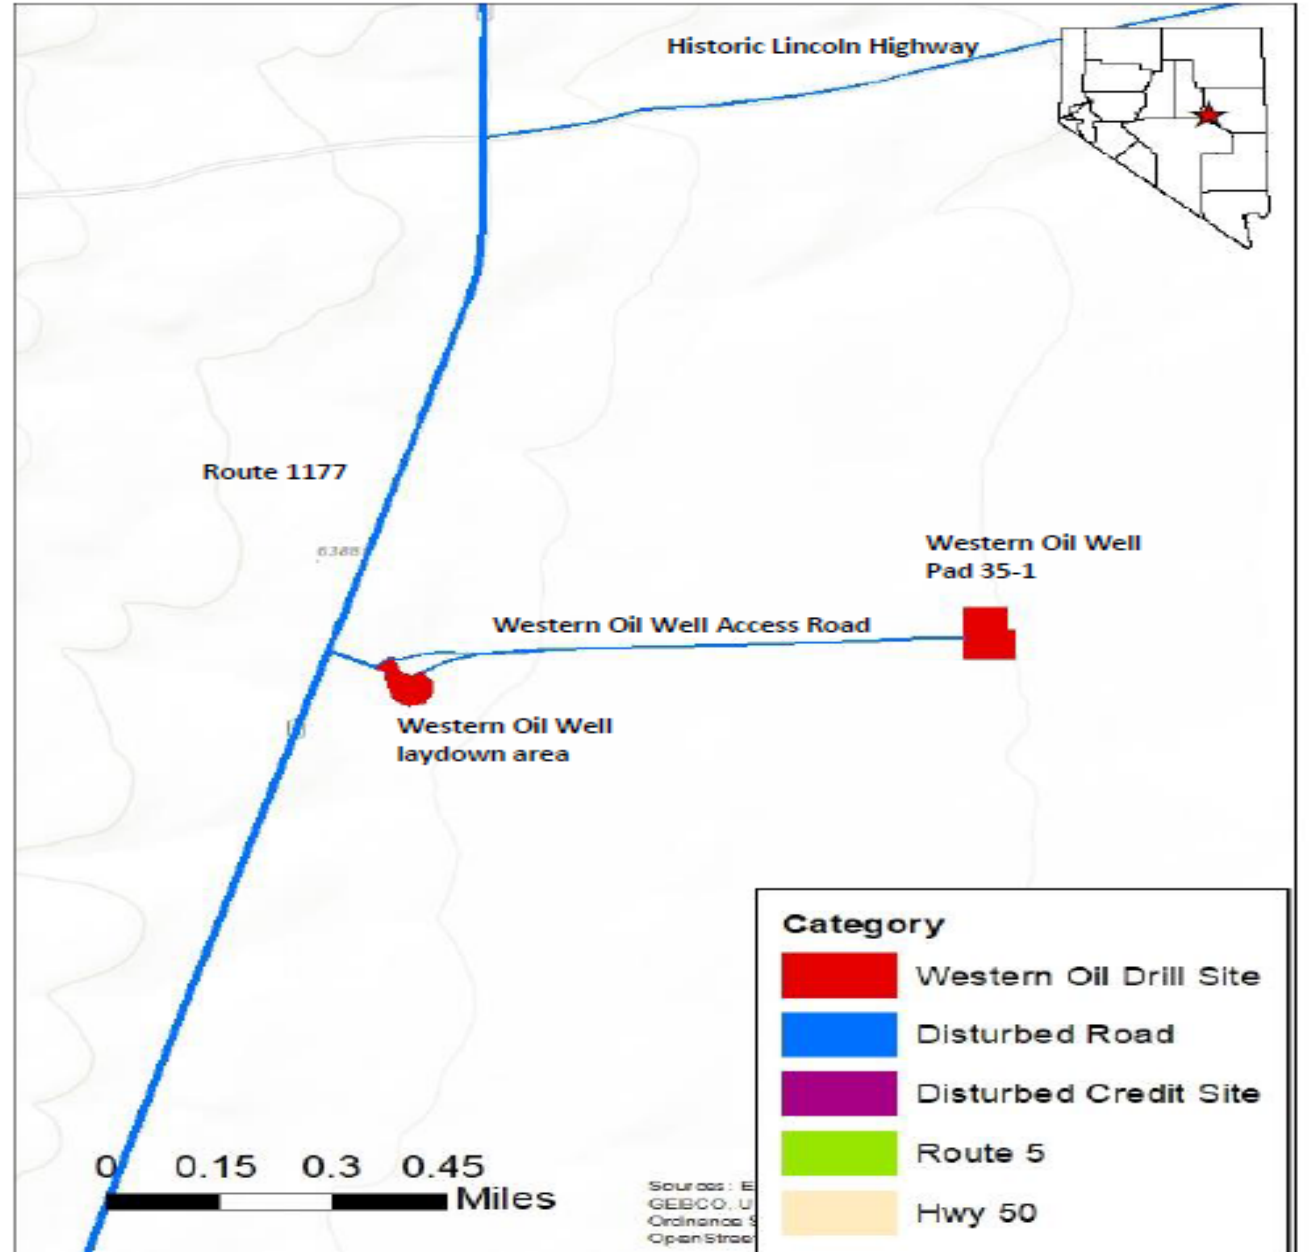 Historic Lincoln Highway
Route 1177
6388
Western Oil Well
Pad 35-1
Western Oil Well Access Road
Western Oil Well
laydown area
Category
Western Oil Drill Site
Disturbed Road
Disturbed Credit Site
Route 5
Hwy 50
0 0.15 0.3 0.45
Miles
Sources: E
GEBCO, U
Ordnance S
OpenStree